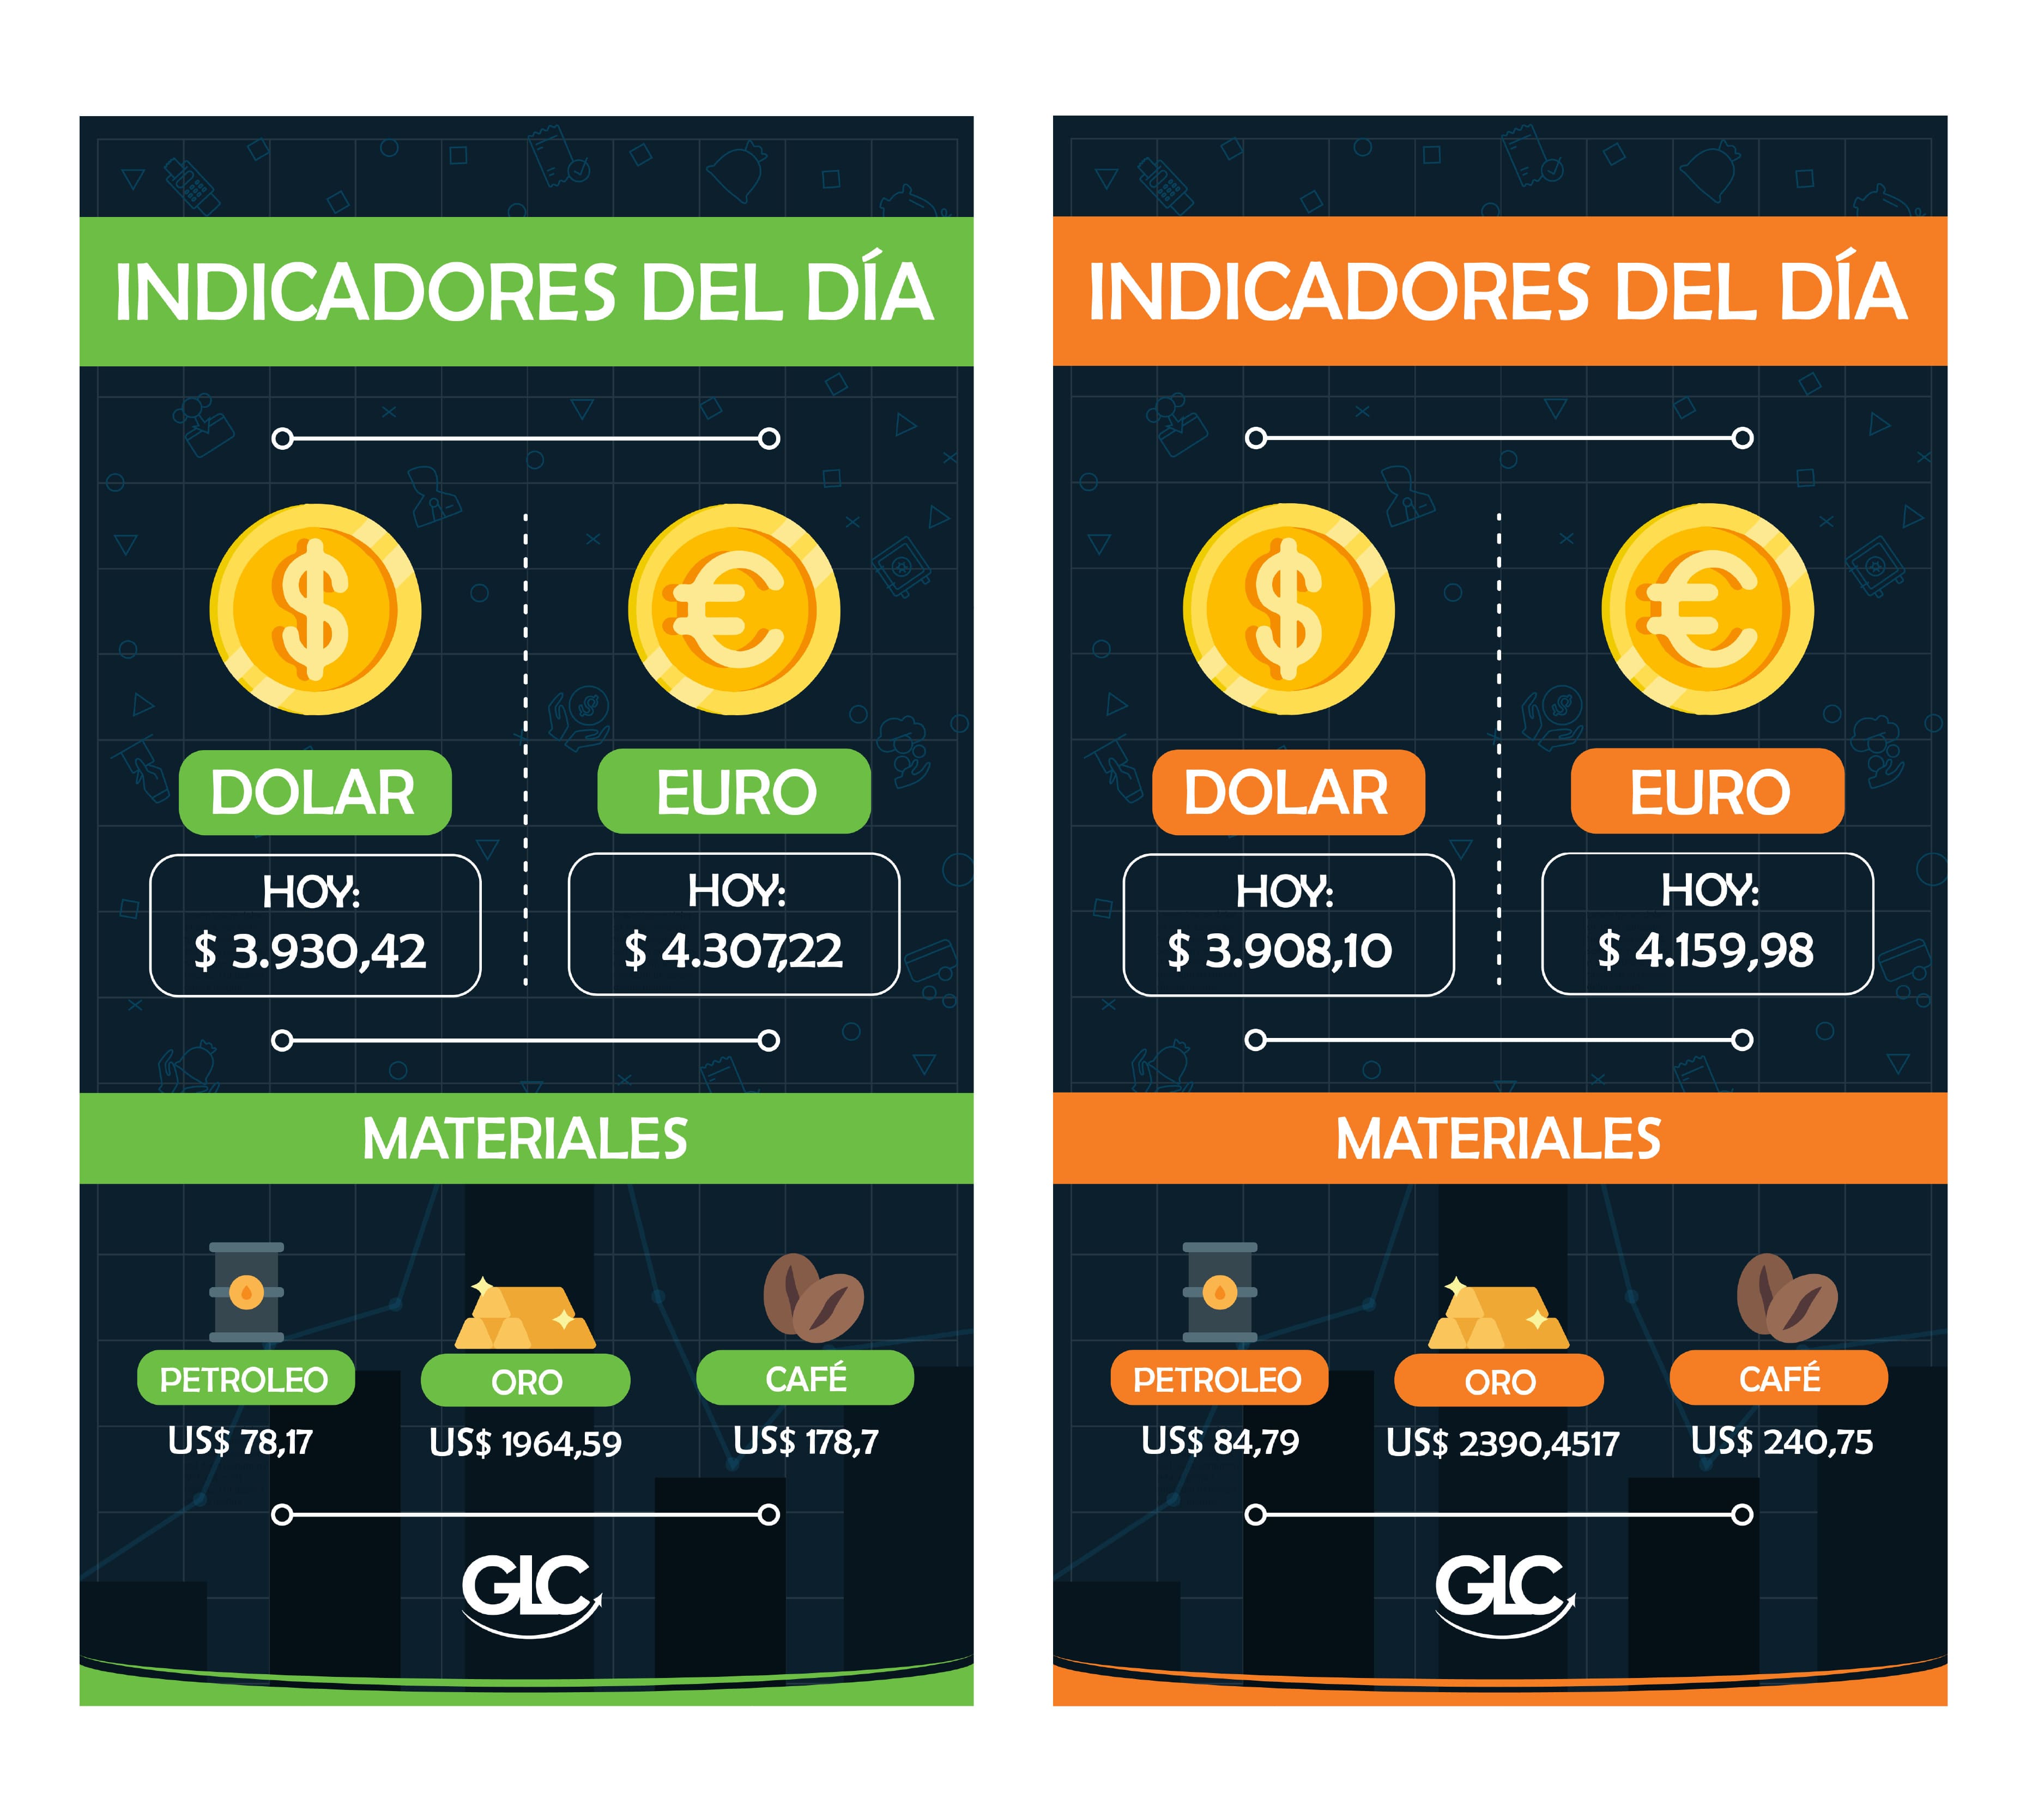 INDICADORES DEL DÍA
DOLAR
EURO
HOY:
$ 3.930,42
HOY:
$ 4.307,22
MATERIALES
PETROLEO
ORO
CAFÉ
US$ 78,17
US$ 1964,59
US$ 178,7
GLC
INDICADORES DEL DÍA
DOLAR
EURO
HOY:
$ 3.908,10
HOY:
$ 4.159,98
MATERIALES
PETROLEO
ORO
CAFÉ
US$ 84,79
US$ 2390,4517
US$ 240,75
GLC